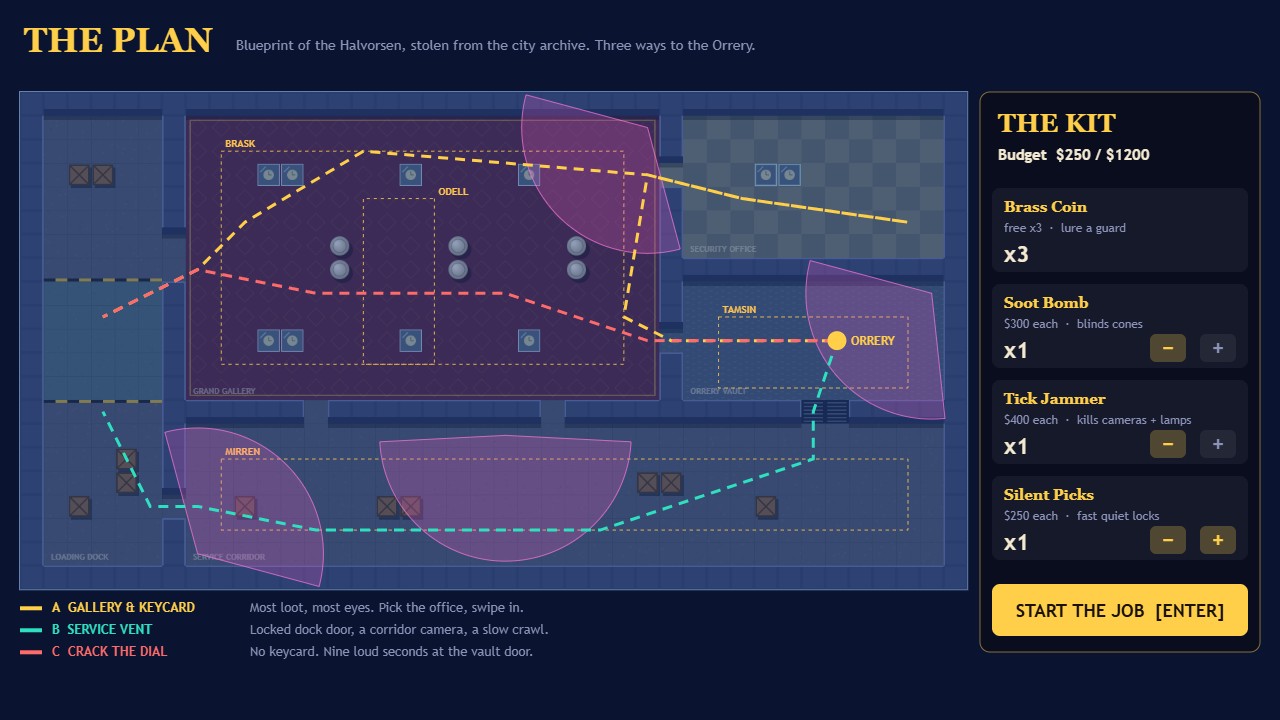 THE PLAN
Blueprint of the Halvorsen, stolen from the city archive. Three ways to the Orrery.
BRASK
ODELL
SECURITY OFFICE
TAMSIN
ORRERY
GRAND GALLERY
ORRERY VAULT
MIRREN
LOADING DOCK
SERVICE CORRIDOR
A GALLERY & KEYCARD
Most loot, most eyes. Pick the office, swipe in.
B SERVICE VENT
Locked dock door, a corridor camera, a slow crawl.
C CRACK THE DIAL
No keycard. Nine loud seconds at the vault door.
THE KIT
Budget $250 / $1200
Brass Coin
free x3 · lure a guard
x3
Soot Bomb
$300 each · blinds cones
x1 − +
Tick Jammer
$400 each · kills cameras + lamps
x1 − +
Silent Picks
$250 each · fast quiet locks
x1 − +
START THE JOB [ENTER]